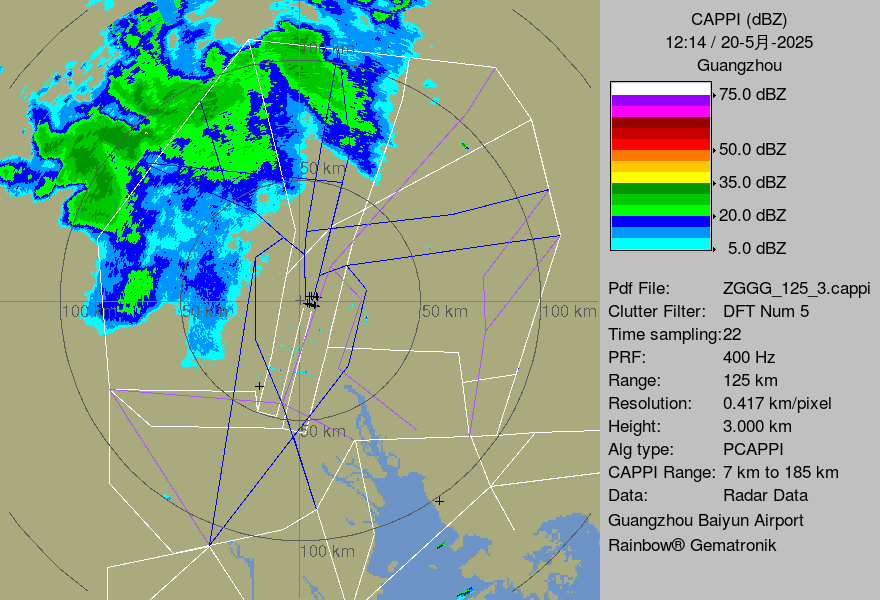 CAPPI (dBZ)
12:14 / 20-5月-2025
Guangzhou
75.0 dBZ
50.0 dBZ
35.0 dBZ
20.0 dBZ
5.0 dBZ
Pdf File: ZGGG_125_3.cappi
Clutter Filter: DFT Num 5
Time sampling:22
PRF: 400 Hz
Range: 125 km
Resolution: 0.417 km/pixel
Height: 3.000 km
Alg type: PCAPPI
CAPPI Range: 7 km to 185 km
Data: Radar Data
Guangzhou Baiyun Airport
Rainbow® Gematronik
100 km
50 km
100 km
50 km
50 km
100 km
50 km
100 km